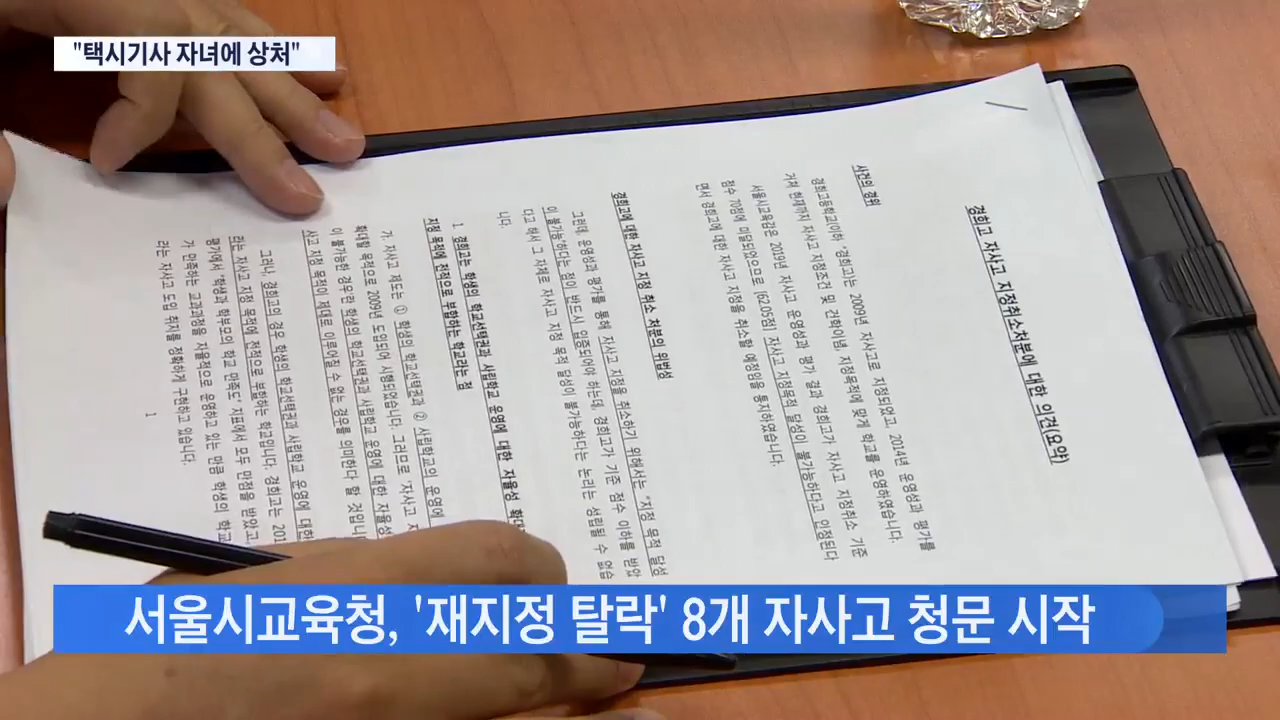 "택시기사 자녀에 상처"
경희고 자사고 지정취소처분에 대한 의견(요약)
사건의 경위
경희고등학교(이하 "경희고")는 2009년 자사고로 지정되었고, 2014년 운영성과 평가를
거쳐 현재까지 자사고 지정조건 및 건학이념, 지정목적에 맞게 학교를 운영하였습니다.
서울시교육감은 2019년 자사고 운영성과 평가 결과 경희고가 자사고 지정취소 기준
점수 70점에 미달되었으므로 자사고 지정목적 달성이 불가능하다고 인정된다
면서 경희고에 대한 자사고 지정을 취소할 예정임을 통지하였습니다.
경희고에 대한 자사고 지정 취소 처분의 위법성
그런데, 운영성과 평가를 통해 자사고 지정을 취소하기 위해서는 "지정 목적 달성
이 불가능"하다는 점이 반드시 입증되어야 하는데, 경희고가 기준 점수 이하를 받았
다고 해서 그 자체로 자사고 지정 목적 달성이 불가능하다는 논리는 성립될 수 없습
니다.
1. 경희고는 학생의 학교선택권과 사립학교 운영에 대한 자율성 확대
지정 목적에 전적으로 부합하는 학교라는 점
가. 자사고 제도는 ① 학생의 학교선택권과 ② 사립학교의 운영에
확대할 목적으로 2009년 도입되어 시행되었습니다. 그러므로 '자사고 지
이 불가능한 경우'란 학생의 학교선택권과 사립학교 운영에 대한 자율성
사고 지정 목적이 제대로 이루어질 수 없는 경우를 의미한다 할 것입니
그러나, 경희고의 경우 학생의 학교선택권과 사립학교 운영에 대한
라는 자사고 지정 목적에 전적으로 부합하는 학교입니다. 경희고는 201
평가에서 '학생과 학부모의 학교 만족도' 지표에서 모두 만점을 받았고
가 만족하는 교과과정을 자율적으로 운영하고 있는 만큼 학생의 학교
라는 자사고 도입 취지를 정확하게 구현하고 있습니다.
1
서울시교육청, '재지정 탈락' 8개 자사고 청문 시작